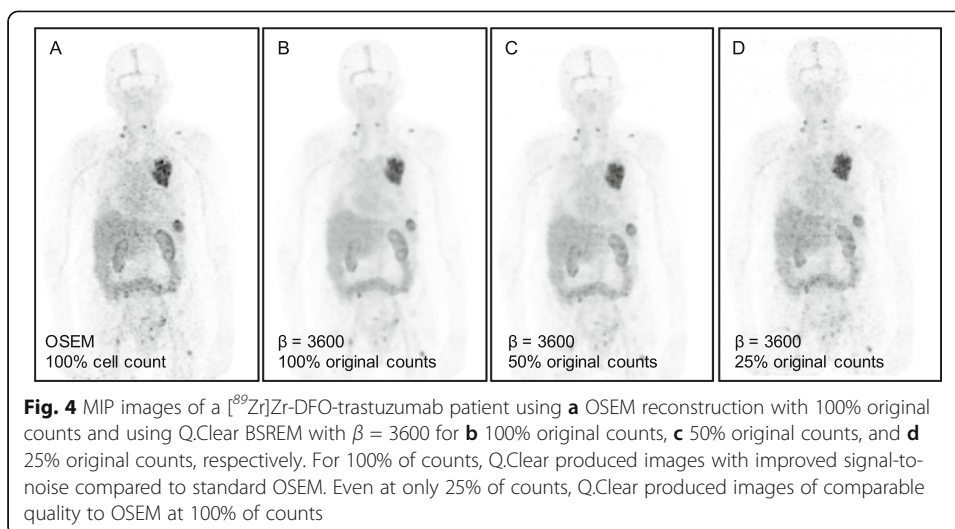 A
B
C
D
OSEM
100% cell count
β = 3600
100% original counts
β = 3600
50% original counts
β = 3600
25% original counts
Fig. 4 MIP images of a [⁸⁹Zr]Zr-DFO-trastuzumab patient using a OSEM reconstruction with 100% original
counts and using Q.Clear BSREM with β = 3600 for b 100% original counts, c 50% original counts, and d
25% original counts, respectively. For 100% of counts, Q.Clear produced images with improved signal-to-
noise compared to standard OSEM. Even at only 25% of counts, Q.Clear produced images of comparable
quality to OSEM at 100% of counts